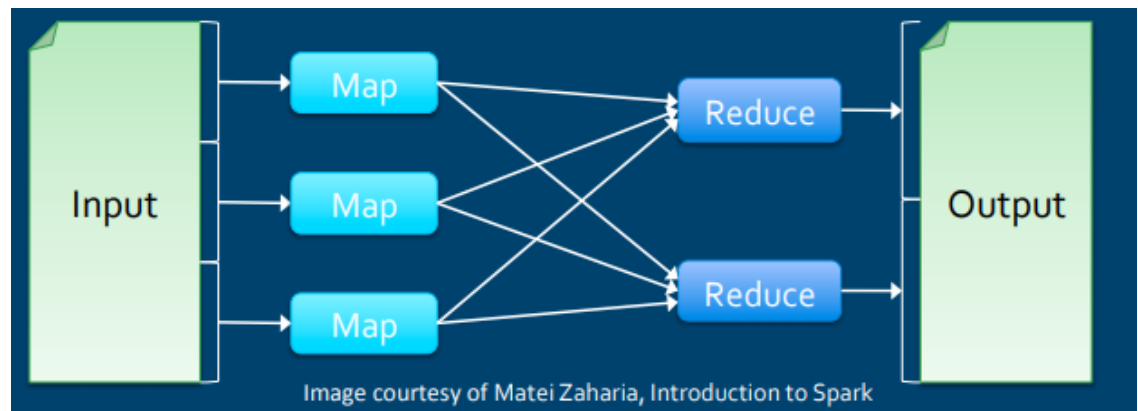 Input
Map
Map
Map
Reduce
Reduce
Output
Image courtesy of Matei Zaharia, Introduction to Spark